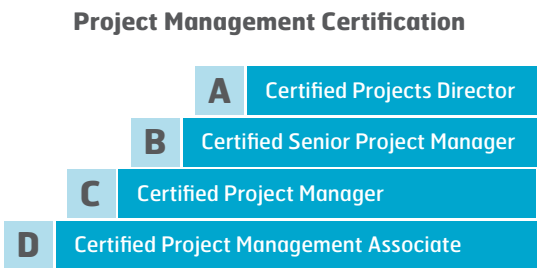 Project Management Certification
A Certified Projects Director
B Certified Senior Project Manager
C Certified Project Manager
D Certified Project Management Associate